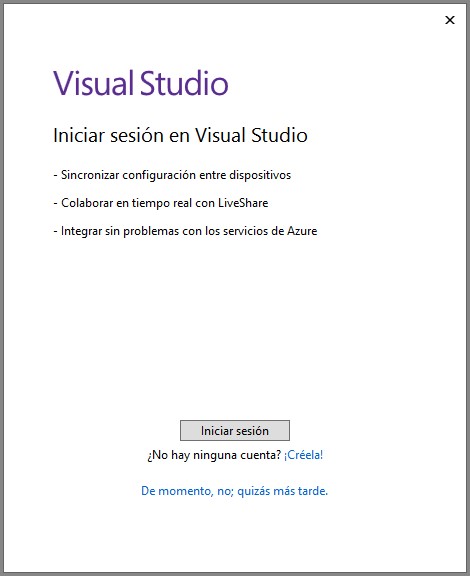 Visual Studio
Iniciar sesión en Visual Studio
- Sincronizar configuración entre dispositivos
- Colaborar en tiempo real con LiveShare
- Integrar sin problemas con los servicios de Azure
Iniciar sesión
¿No hay ninguna cuenta? ¡Créela!
De momento, no; quizás más tarde.